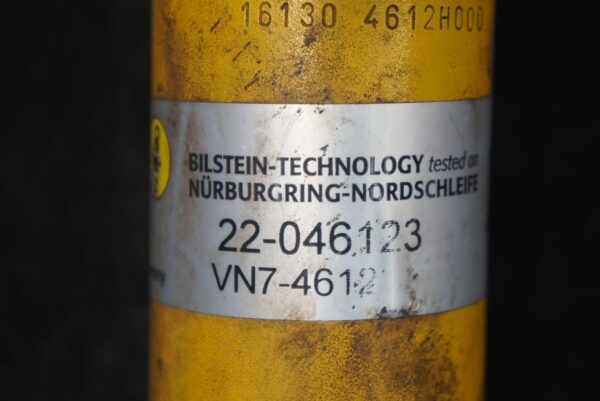 16130 4612H000
BILSTEIN-TECHNOLOGY tested on
NÜRBURGRING-NORDSCHLEIFE
22-046123
VN7-4612